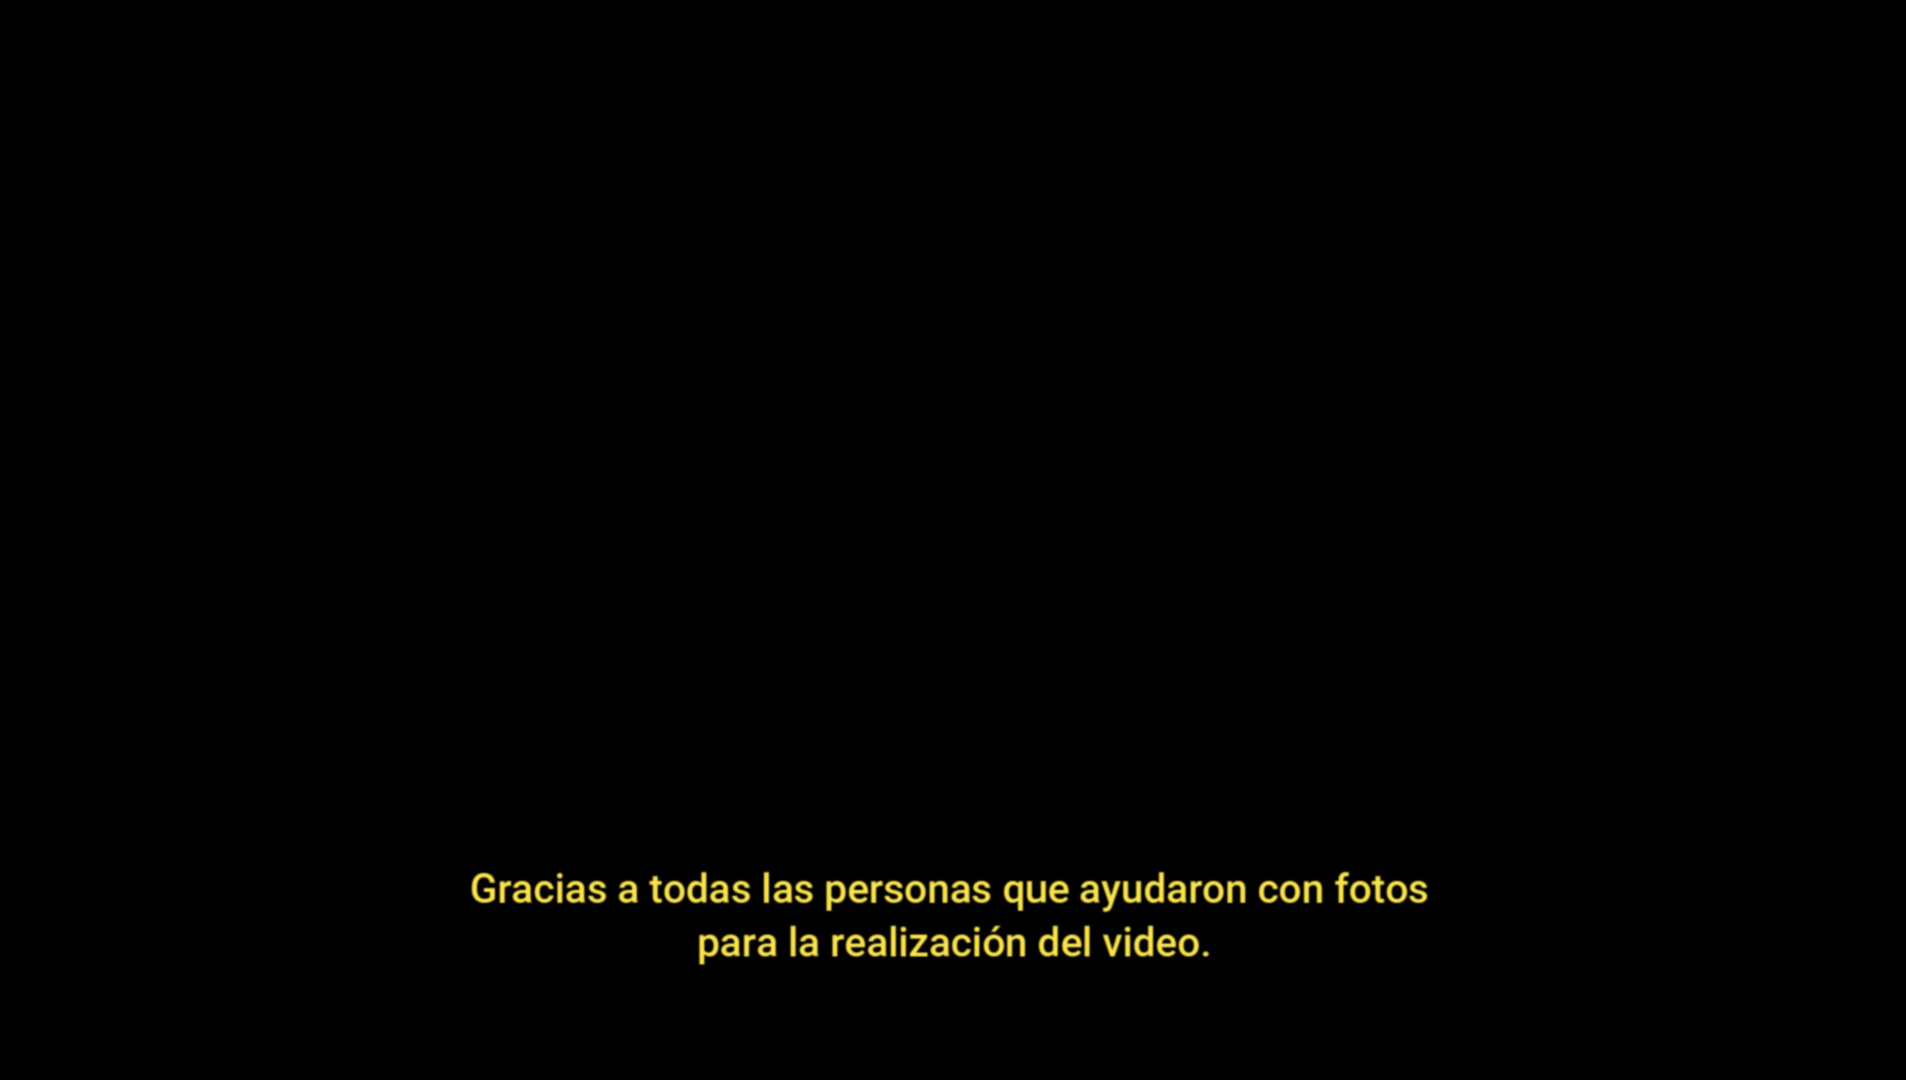 Gracias a todas las personas que ayudaron con fotos
para la realización del video.